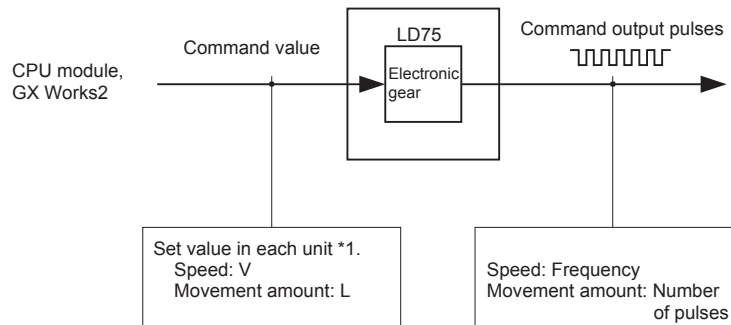 LD75
Command value
Command output pulses
CPU module,
GX Works2
Electronic
gear
Set value in each unit *1.
Speed: V
Movement amount: L
Speed: Frequency
Movement amount: Number
of pulses